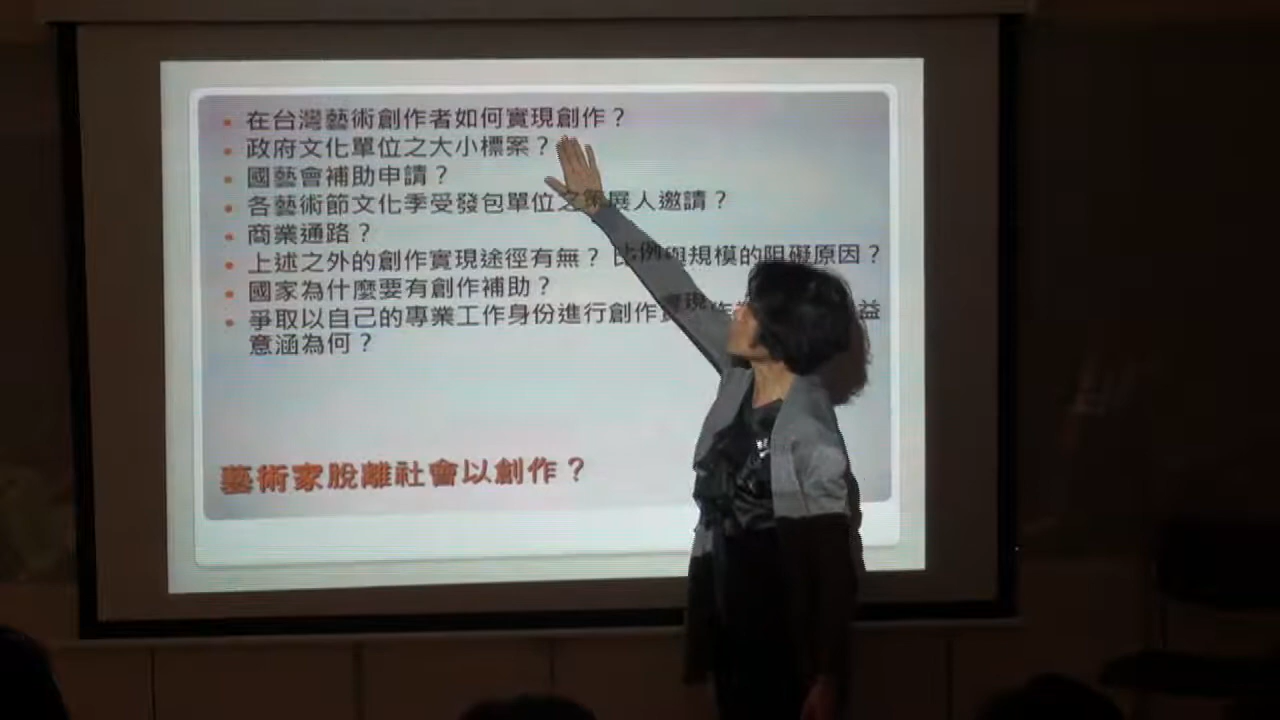 在台灣藝術創作者如何實現創作？
政府文化單位之大小標案？
國藝會補助申請？
各藝術節文化季受發包單位之策展人邀請？
商業通路？
上述之外的創作實現途徑有無？ 比例與規模的阻礙原因？
國家為什麼要有創作補助？
爭取以自己的專業工作身份進行創作實現 作 益
意涵為何？
藝術家脫離社會以創作？